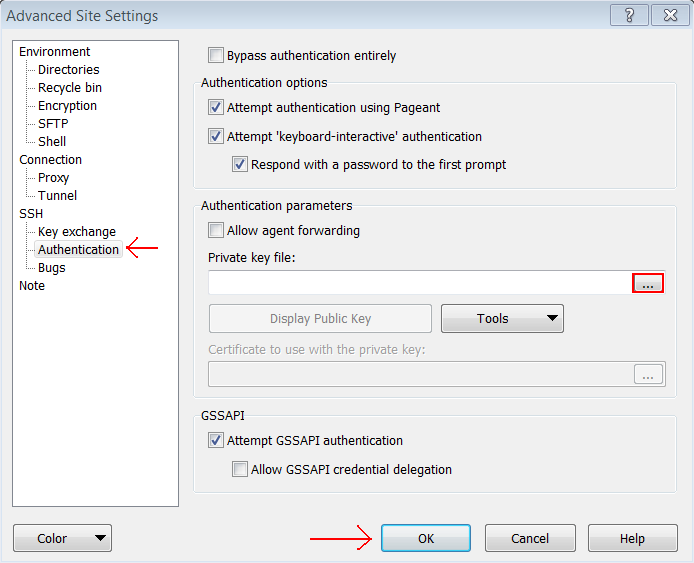 Advanced Site Settings
?
Environment
Directories
Recycle bin
Encryption
SFTP
Shell
Connection
Proxy
Tunnel
SSH
Key exchange
Authentication
Bugs
Note
Bypass authentication entirely
Authentication options
Attempt authentication using Pageant
Attempt 'keyboard-interactive' authentication
Respond with a password to the first prompt
Authentication parameters
Allow agent forwarding
Private key file:
...
Display Public Key
Tools
Certificate to use with the private key:
...
GSSAPI
Attempt GSSAPI authentication
Allow GSSAPI credential delegation
Color
OK
Cancel
Help